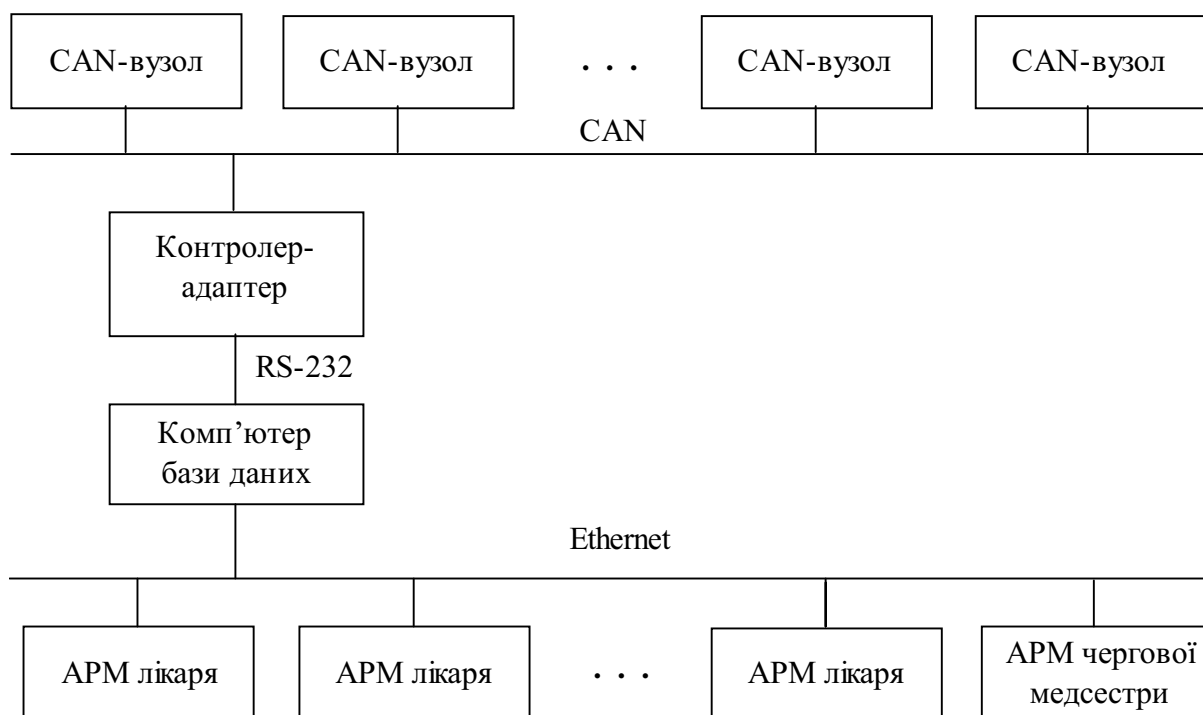 CAN-вузол
CAN-вузол
. . .
CAN-вузол
CAN-вузол
CAN
Контролер-
адаптер
RS-232
Комп’ютер
бази даних
Ethernet
АРМ лікаря
АРМ лікаря
. . .
АРМ лікаря
АРМ чергової
медсестри